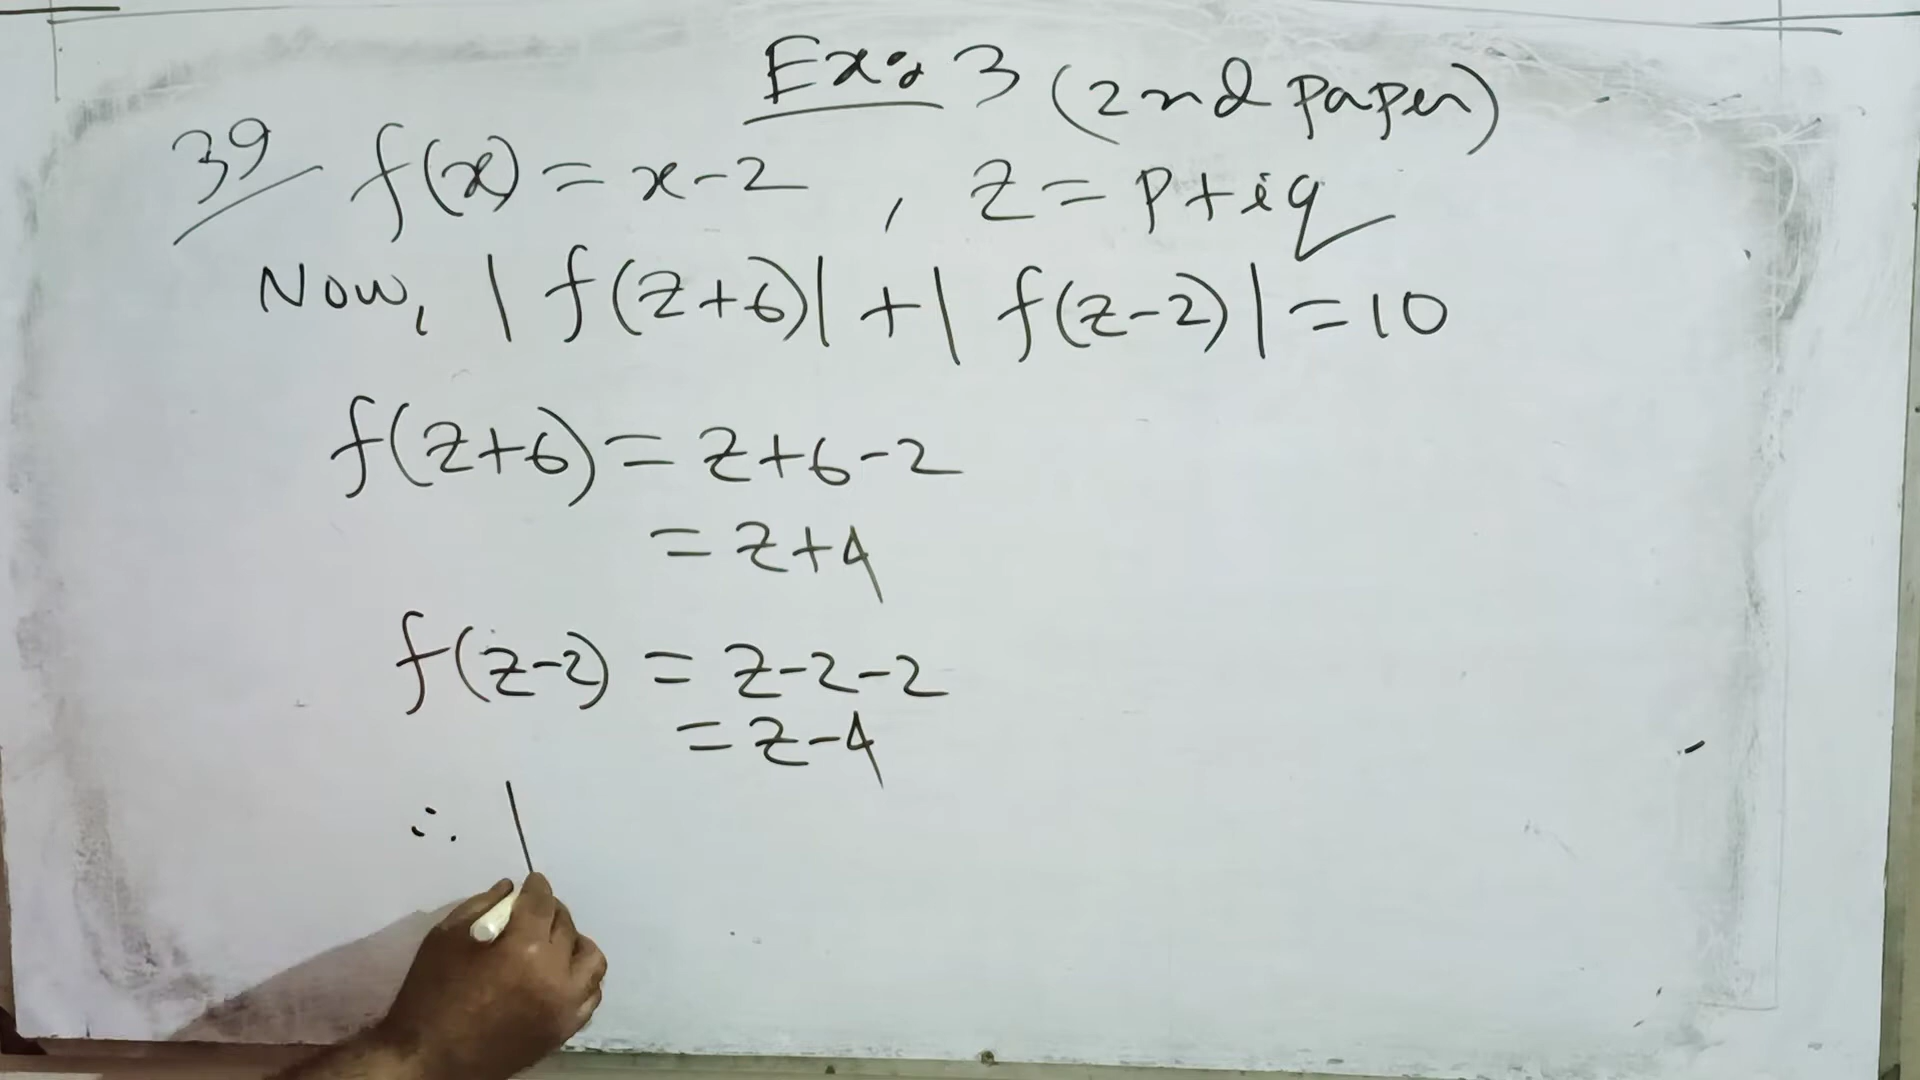 Ex: 3 (2nd paper)
39 f(x) = x-2 , z = p+iq
Now, | f(z+6)| + | f(z-2) | = 10
f(z+6) = z+6-2
= z+4
f(z-2) = z-2-2
= z-4
∴ |